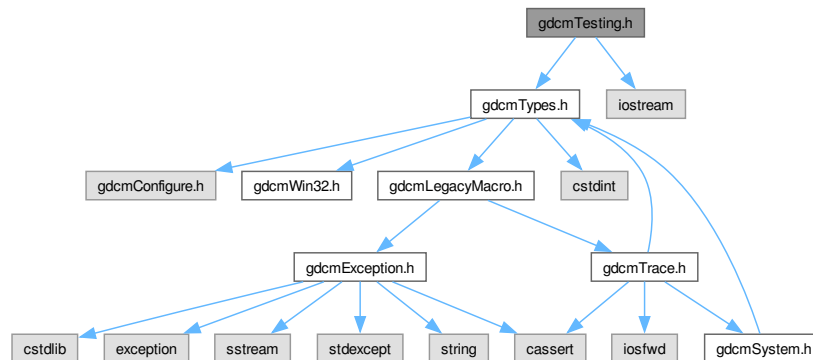 gdcmTesting.h
gdcmTypes.h
iostream
gdcmConfigure.h
gdcmWin32.h
gdcmLegacyMacro.h
cstdint
gdcmException.h
gdcmTrace.h
cstdlib
exception
sstream
stdexcept
string
cassert
iosfwd
gdcmSystem.h